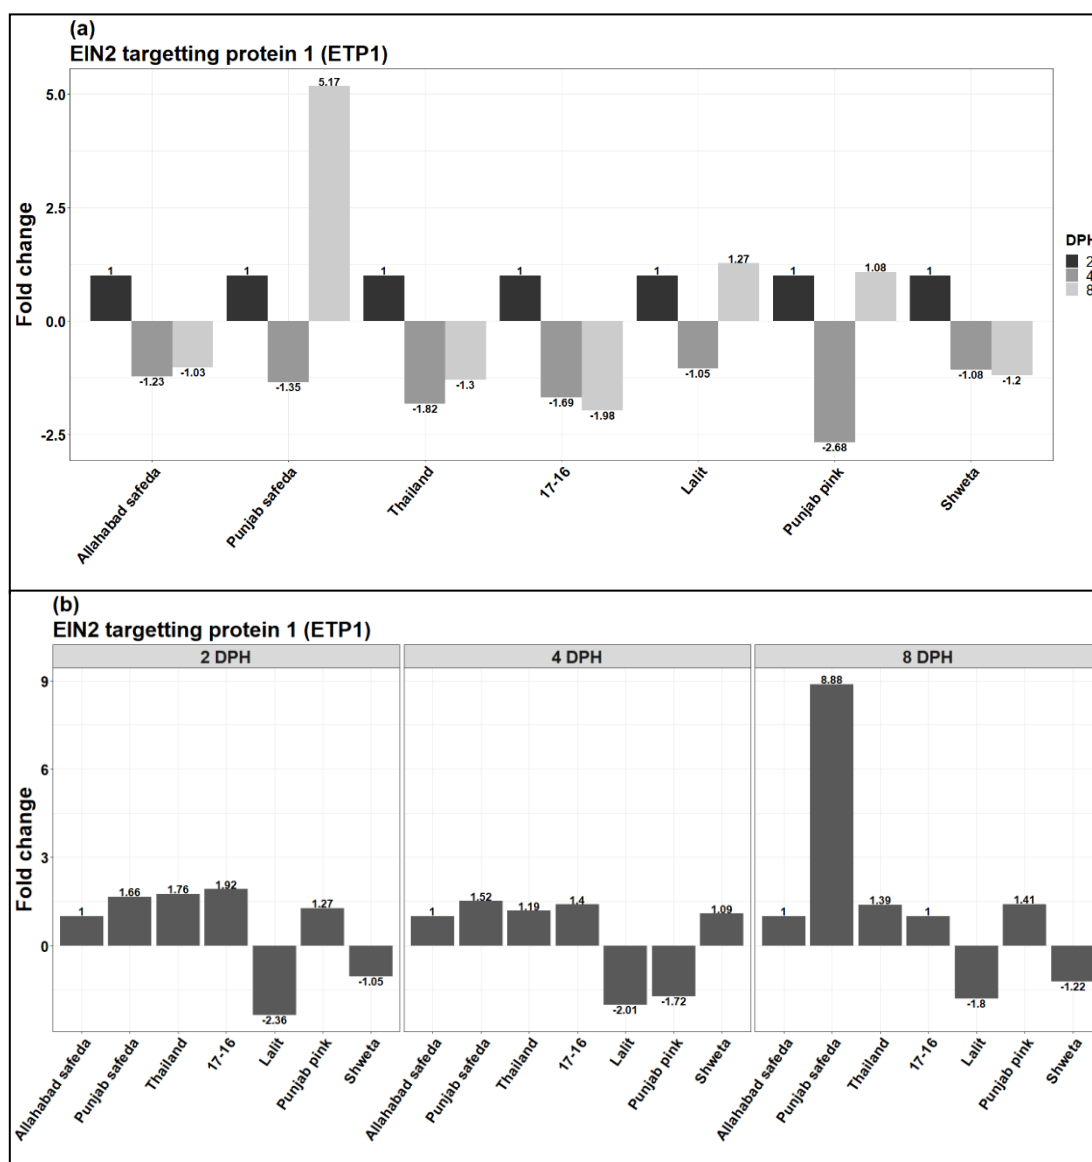 (a)
EIN2 targetting protein 1 (ETP1)
Fold change
5.0
2.5
0.0
-2.5
1
-1.23
-1.03
1
-1.35
5.17
1
-1.82
-1.3
1
-1.69
-1.98
1
-1.05
1.27
1
-2.68
1.08
1
-1.08
-1.2
Allahabad safeda
Punjab safeda
Thailand
17-16
Lalit
Punjab pink
Shweta
DPH
2
4
8
(b)
EIN2 targetting protein 1 (ETP1)
Fold change
9
6
3
0
2 DPH
1
1.66
1.76
1.92
-2.36
1.27
-1.05
Allahabad safeda
Punjab safeda
Thailand
17-16
Lalit
Punjab pink
Shweta
4 DPH
1
1.52
1.19
1.4
-2.01
-1.72
1.09
Allahabad safeda
Punjab safeda
Thailand
17-16
Lalit
Punjab pink
Shweta
8 DPH
1
8.88
1.39
1
-1.8
1.41
-1.22
Allahabad safeda
Punjab safeda
Thailand
17-16
Lalit
Punjab pink
Shweta